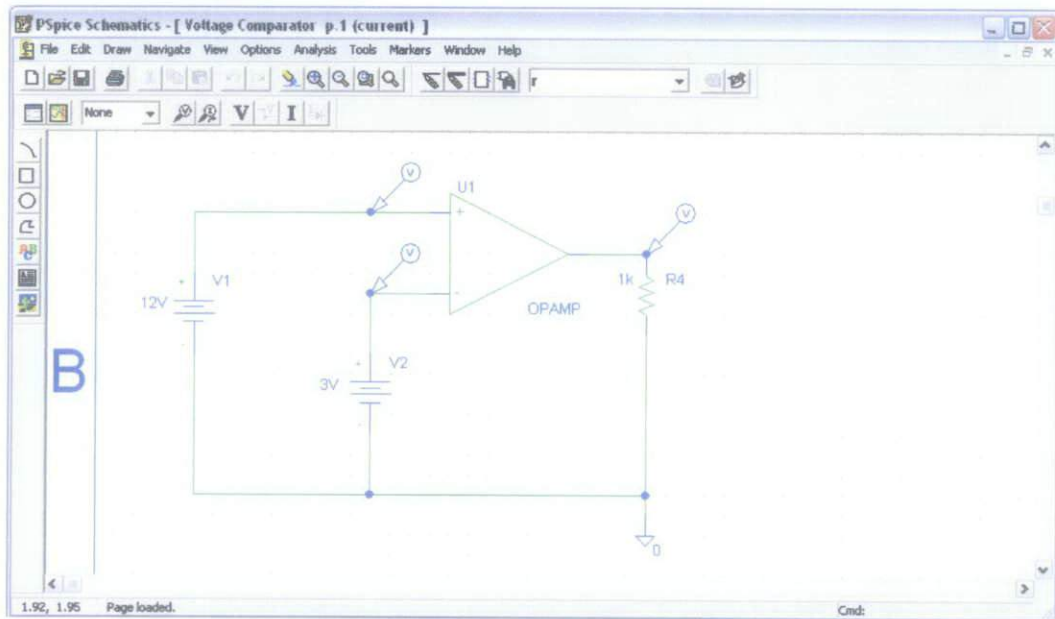 PSpice Schematics - [ Voltage Comparator p.1 (current) ]
File Edit Draw Navigate View Options Analysis Tools Markers Window Help
r
None
V I
ABC
V
U1
+
V
V
+ V1
12V
-
1k R4
OPAMP
B
+ V2
3V
0
1.92, 1.95 Page loaded. Cmd: